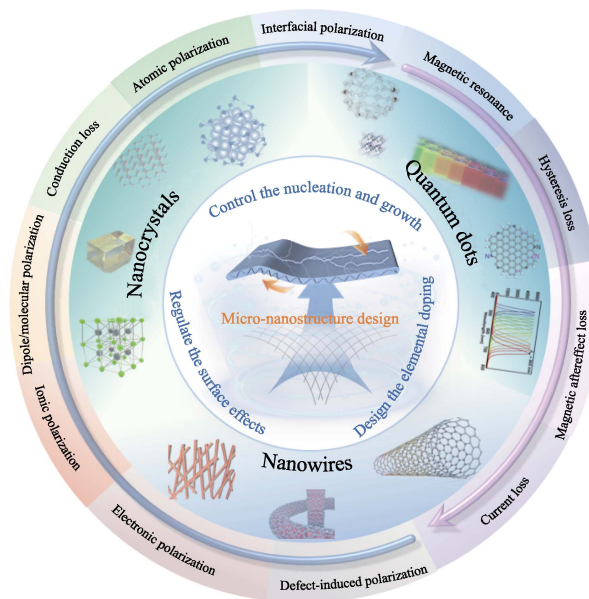 Interfacial polarization
Magnetic resonance
Hysteresis loss
Magnetic aftereffect loss
Current loss
Defect-induced polarization
Electronic polarization
Ionic polarization
Dipole/molecular polarization
Conduction loss
Atomic polarization
Nanocrystals
Quantum dots
Nanowires
Control the nucleation and growth
Micro-nanostructure design
Regulate the surface effects
Design the elemental doping
N